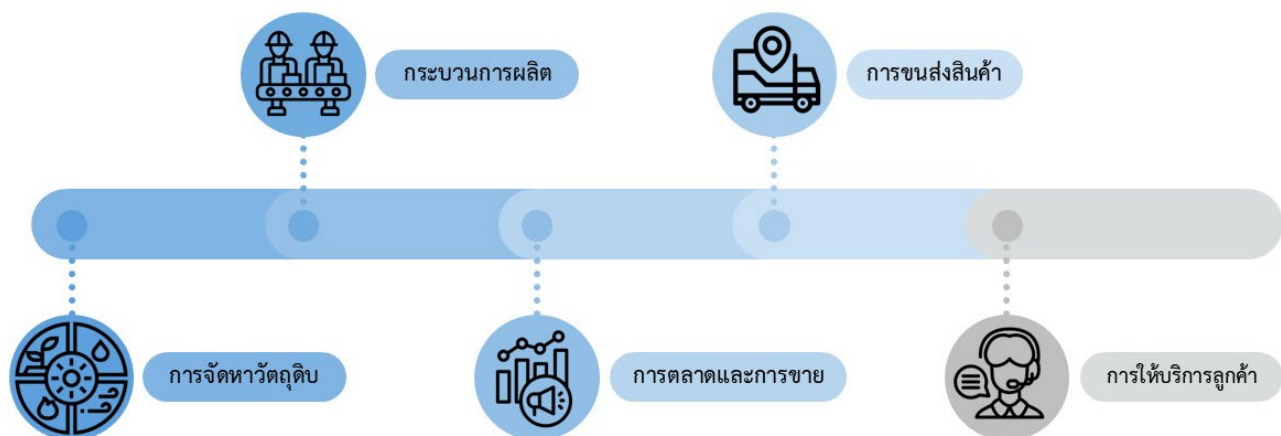 กระบวนการผลิต
การขนส่งสินค้า
การจัดหาวัตถุดิบ
การตลาดและการขาย
การให้บริการลูกค้า